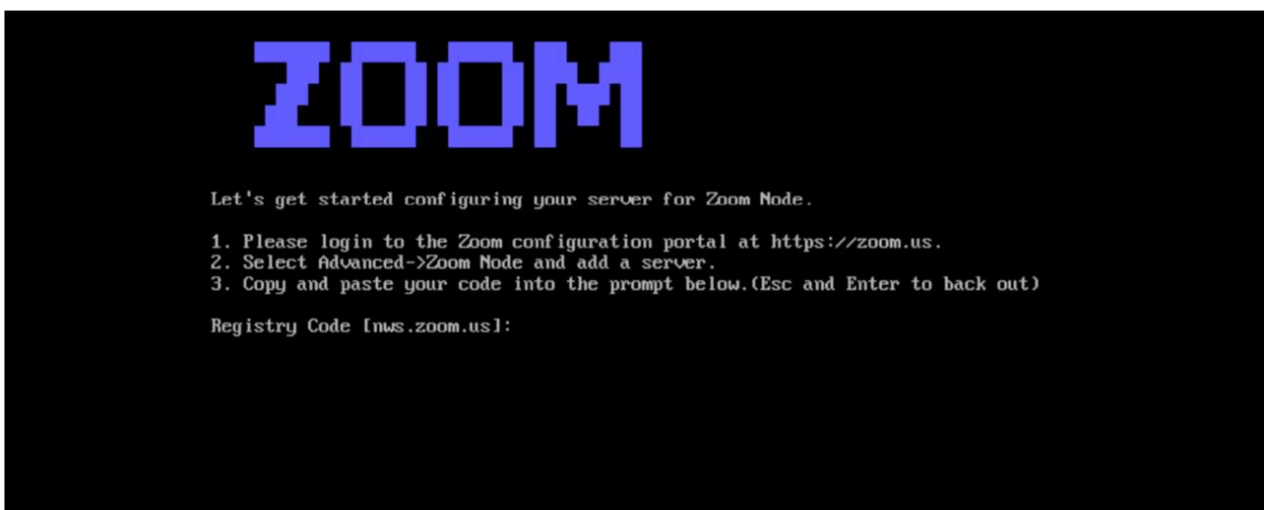 ZOOM
Let's get started configuring your server for Zoom Node.
1. Please login to the Zoom configuration portal at https://zoom.us.
2. Select Advanced->Zoom Node and add a server.
3. Copy and paste your code into the prompt below.(Esc and Enter to back out)
Registry Code [nws.zoom.us]: